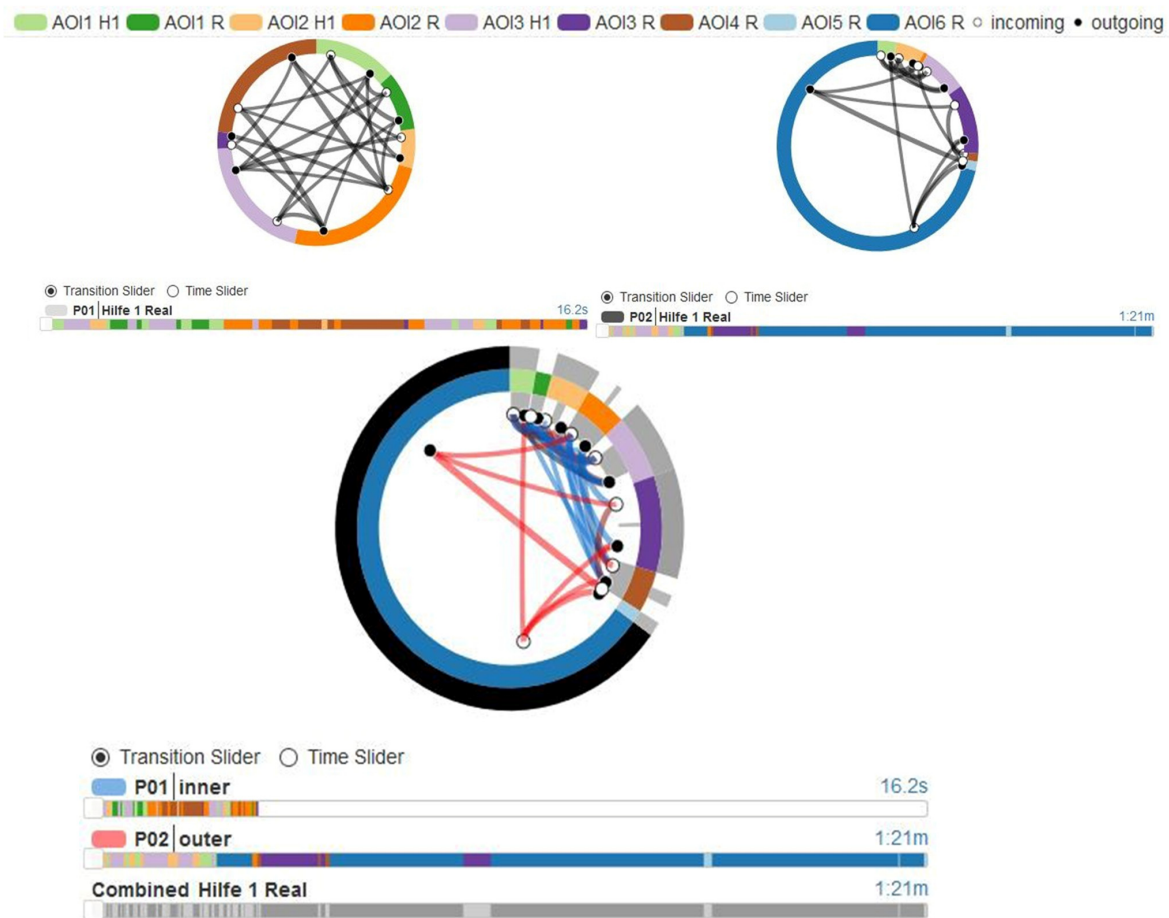 AOI1 H1 AOI1 R AOI2 H1 AOI2 R AOI3 H1 AOI3 R AOI4 R AOI5 R AOI6 R incoming outgoing
Transition Slider Time Slider
P01 Hilfe 1 Real 16.2s
Transition Slider Time Slider
P02 Hilfe 1 Real 1:21m
Transition Slider Time Slider
P01 inner 16.2s
P02 outer 1:21m
Combined Hilfe 1 Real 1:21m